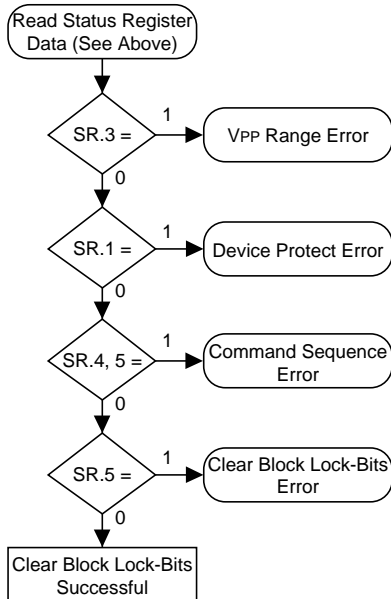 Read Status Register
Data (See Above)
SR.3 =
1
VPP Range Error
0
SR.1 =
1
Device Protect Error
0
SR.4, 5 =
1
Command Sequence
Error
0
SR.5 =
1
Clear Block Lock-Bits
Error
0
Clear Block Lock-Bits
Successful